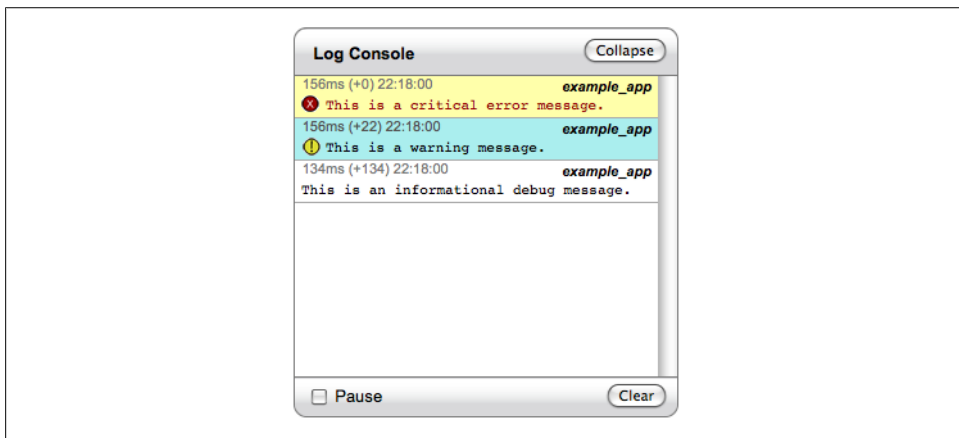 Log Console Collapse
156ms (+0) 22:18:00 example_app
This is a critical error message.
156ms (+22) 22:18:00 example_app
This is a warning message.
134ms (+134) 22:18:00 example_app
This is an informational debug message.
Pause Clear